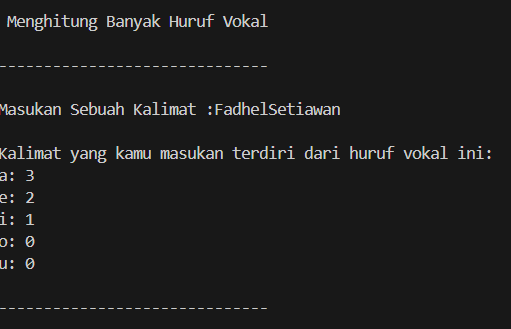 Menghitung Banyak Huruf Vokal
------------------------------
Masukan Sebuah Kalimat :FadhelSetiawan
Kalimat yang kamu masukan terdiri dari huruf vokal ini:
a: 3
e: 2
i: 1
o: 0
u: 0
------------------------------